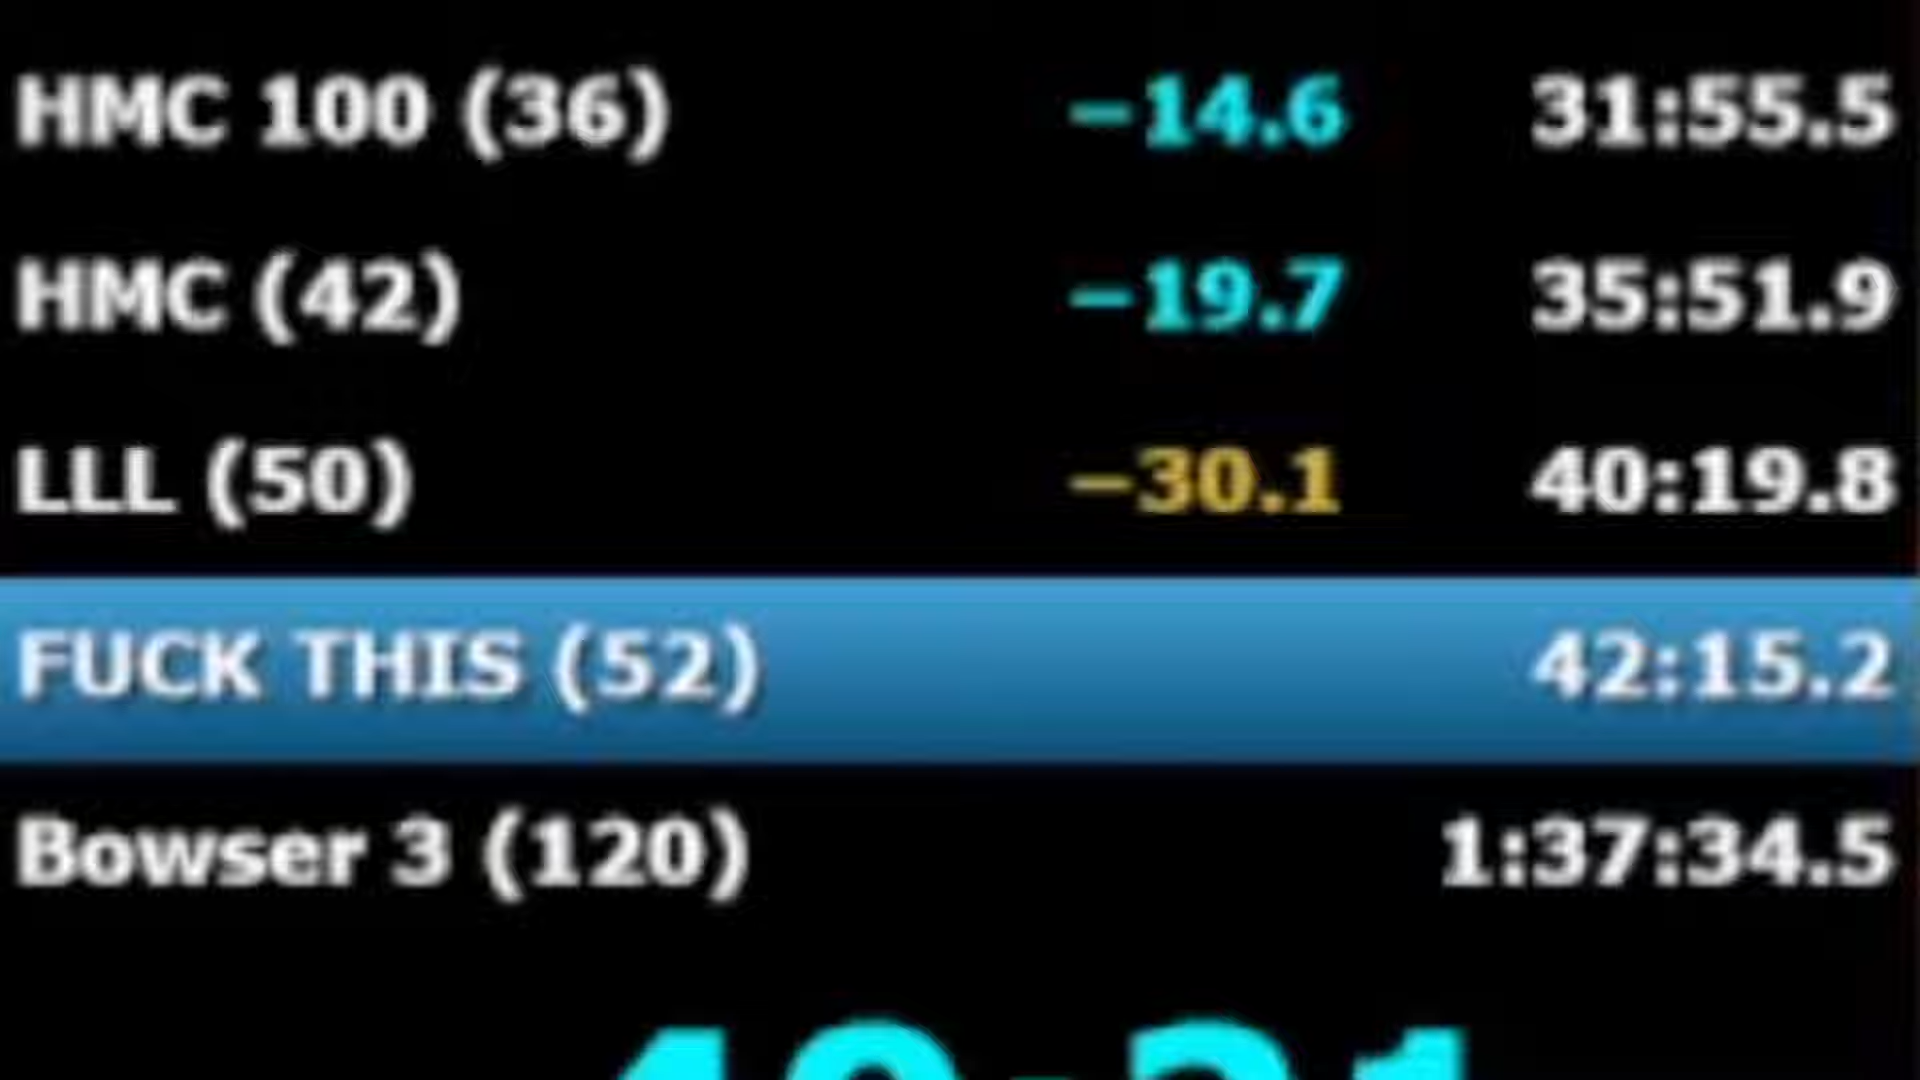 HMC 100 (36) −14.6 31:55.5
HMC (42) −19.7 35:51.9
LLL (50) −30.1 40:19.8
FUCK THIS (52) 42:15.2
Bowser 3 (120) 1:37:34.5